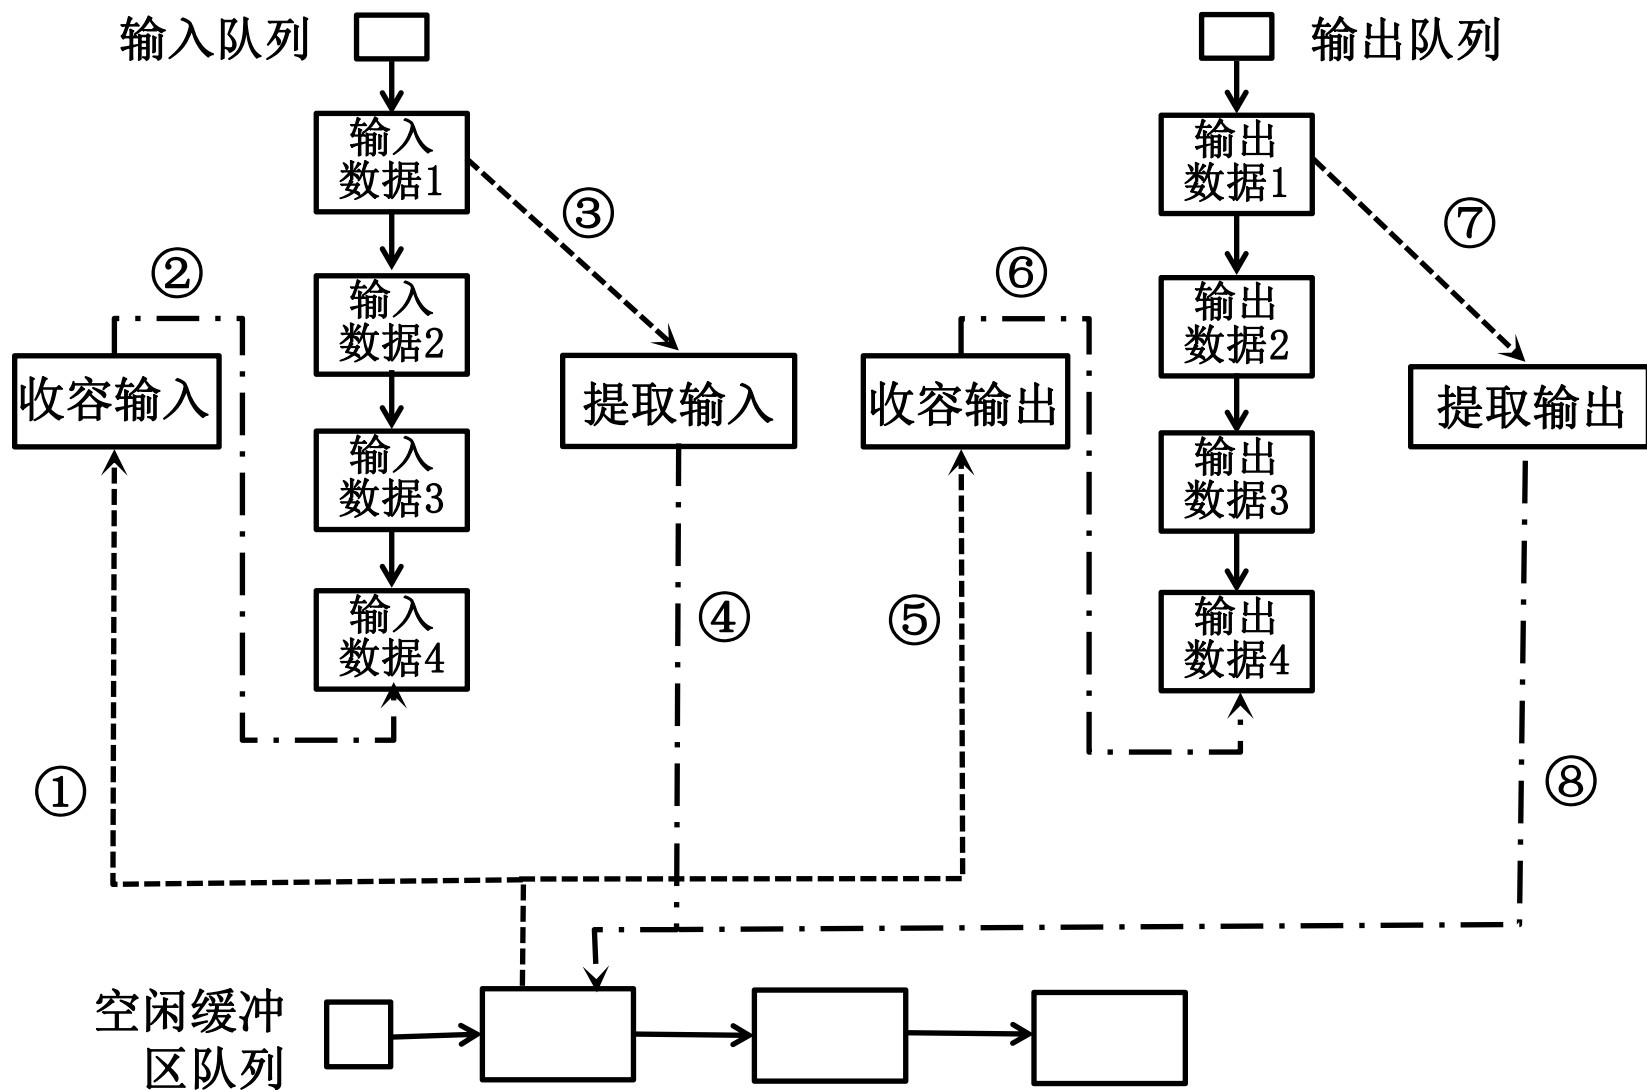 输入队列
输出队列
输入
数据1
输出
数据1
③
⑦
②
⑥
输入
数据2
输出
数据2
收容输入
提取输入
收容输出
提取输出
输入
数据3
输出
数据3
④
⑤
输入
数据4
输出
数据4
①
⑧
空闲缓冲
区队列